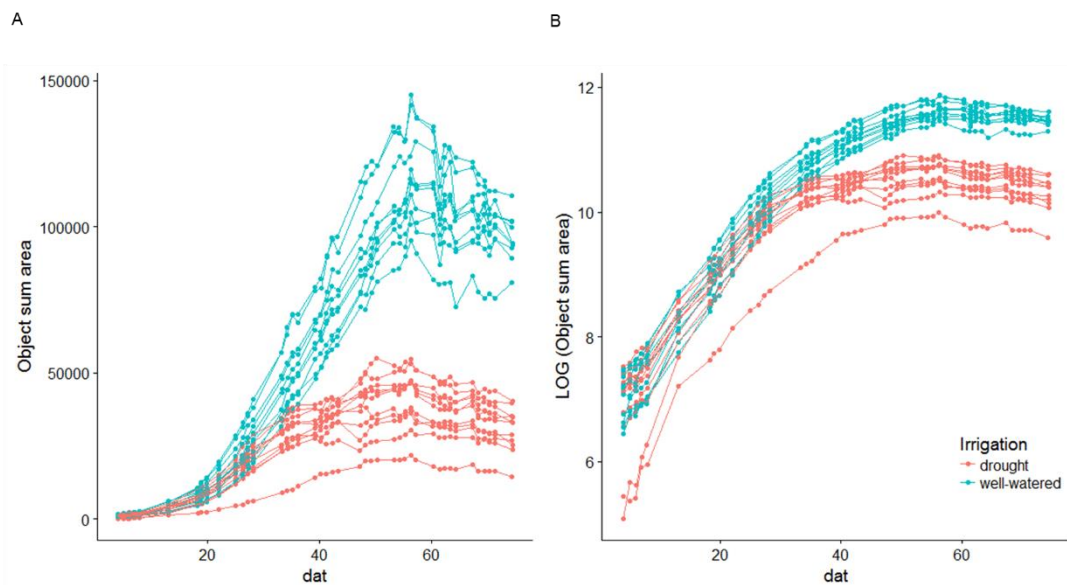 A
B
150000
100000
50000
0
Object sum area
20
40
60
dat
12
10
8
6
LOG (Object sum area)
20
40
60
dat
Irrigation
drought
well-watered